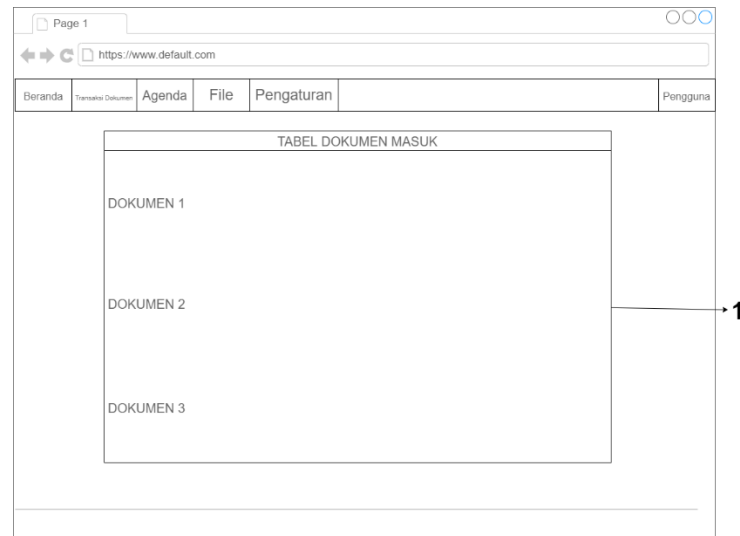 Page 1
https://www.default.com
Beranda Transaksi Dokumen Agenda File Pengaturan Pengguna
TABEL DOKUMEN MASUK
DOKUMEN 1
DOKUMEN 2
1
DOKUMEN 3